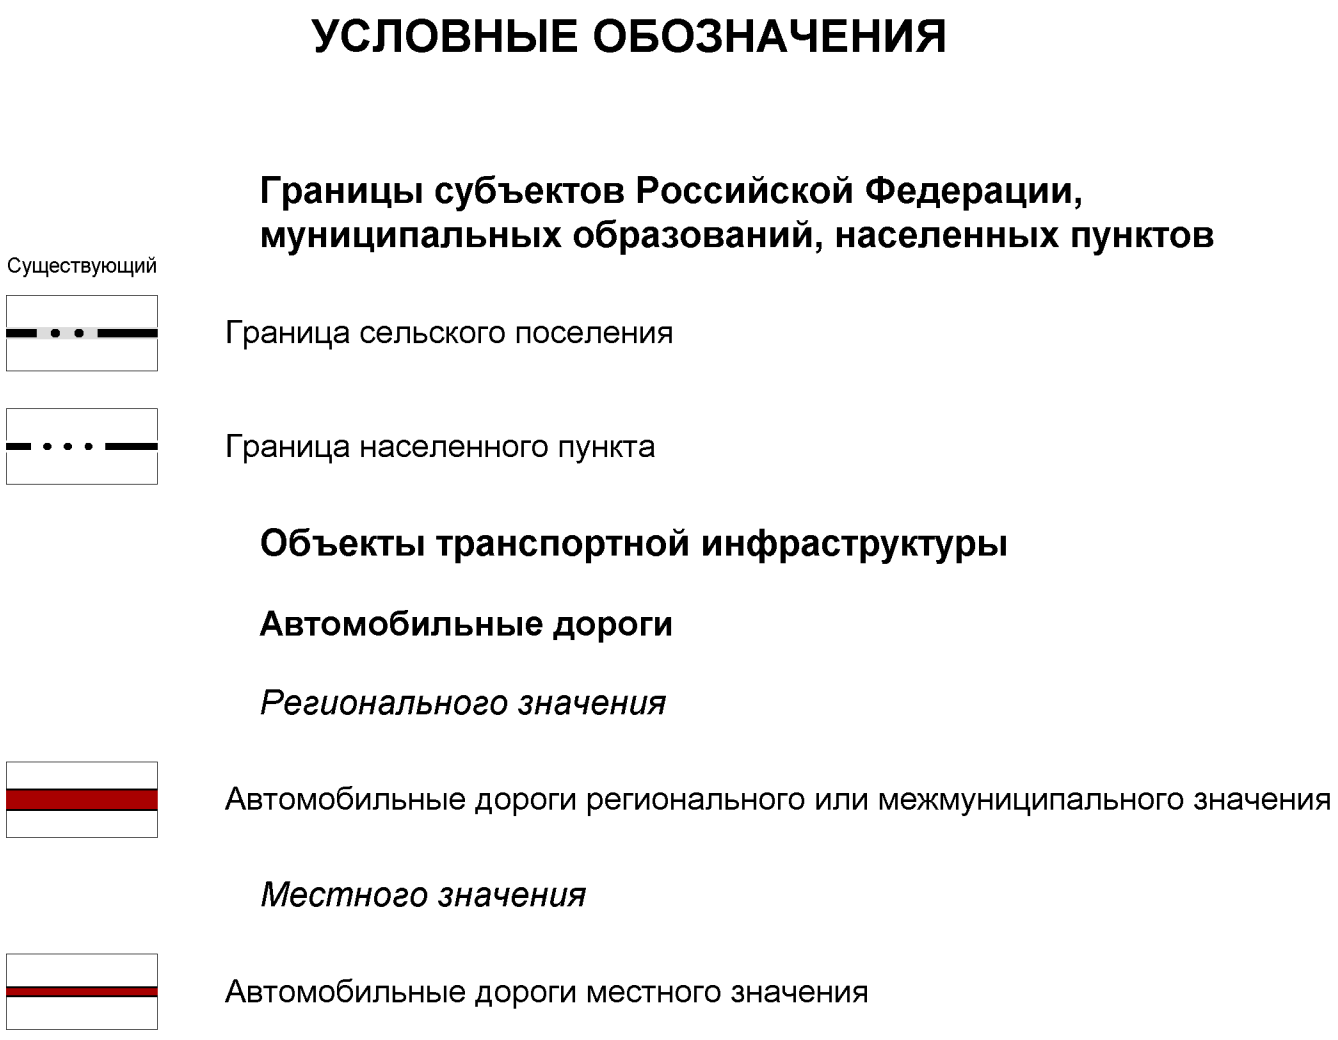 УСЛОВНЫЕ ОБОЗНАЧЕНИЯ
Границы субъектов Российской Федерации,
муниципальных образований, населенных пунктов
Существующий
Граница сельского поселения
Граница населенного пункта
Объекты транспортной инфраструктуры
Автомобильные дороги
Регионального значения
Автомобильные дороги регионального или межмуниципального значения
Местного значения
Автомобильные дороги местного значения